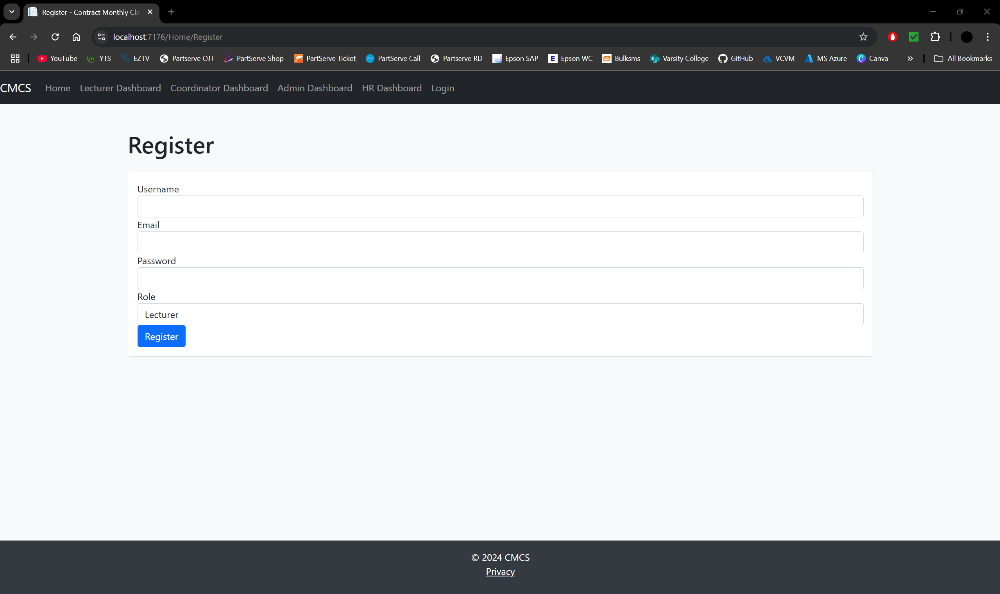 Register - Contract Monthly Cla
localhost:7176/Home/Register
YouTube YTS EZTV Partserve OJT PartServe Shop PartServe Ticket PartServe Call Partserve RD Epson SAP Epson WC Bulksms Varsity College GitHub VCVM MS Azure Canva » All Bookmarks
CMCS Home Lecturer Dashboard Coordinator Dashboard Admin Dashboard HR Dashboard Login
Register
Username
Email
Password
Role
Lecturer
Register
© 2024 CMCS
Privacy